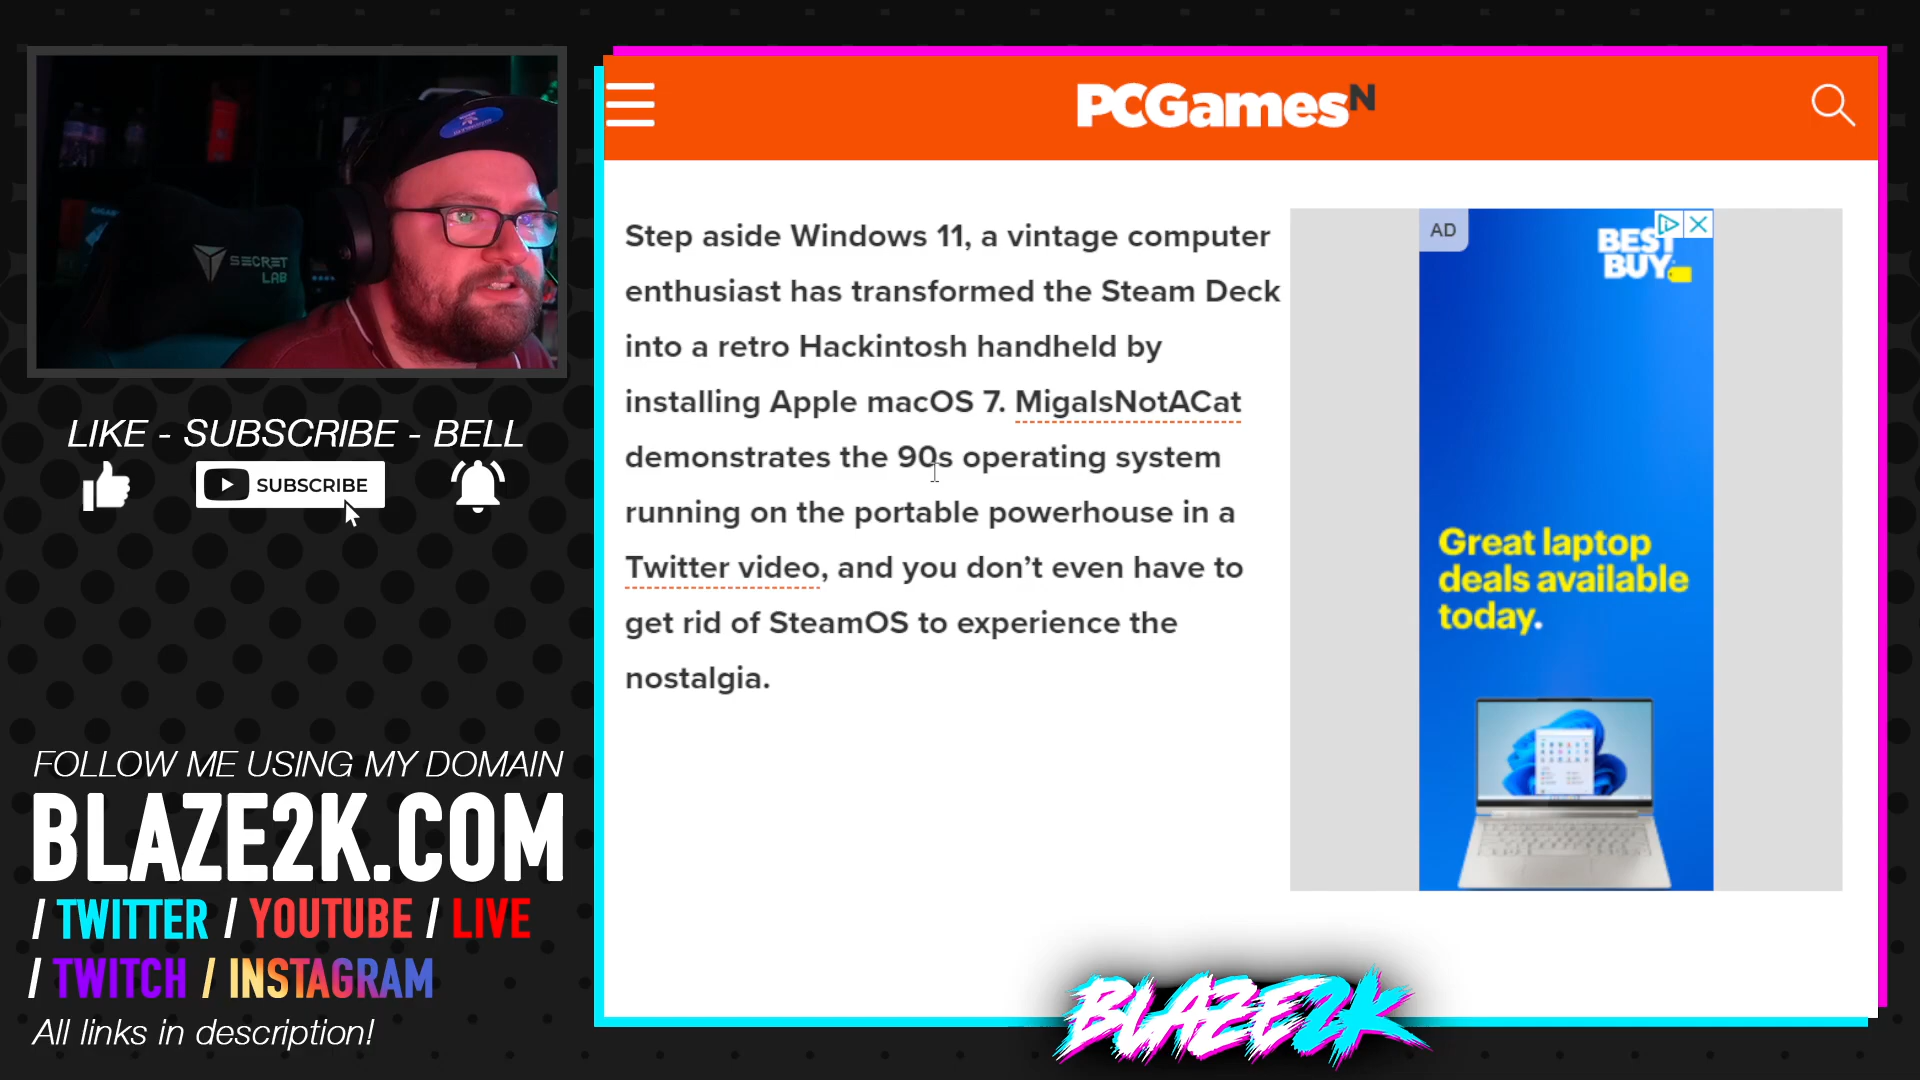 SECRET
LAB
LIKE - SUBSCRIBE - BELL
SUBSCRIBE
FOLLOW ME USING MY DOMAIN
BLAZE2K.COM
/ TWITTER / YOUTUBE / LIVE
/ TWITCH / INSTAGRAM
All links in description!
PCGamesN
Step aside Windows 11, a vintage computer
enthusiast has transformed the Steam Deck
into a retro Hackintosh handheld by
installing Apple macOS 7. MigaIsNotACat
demonstrates the 90s operating system
running on the portable powerhouse in a
Twitter video, and you don’t even have to
get rid of SteamOS to experience the
nostalgia.
AD
BEST
BUY
Great laptop
deals available
today.
BLAZE2K